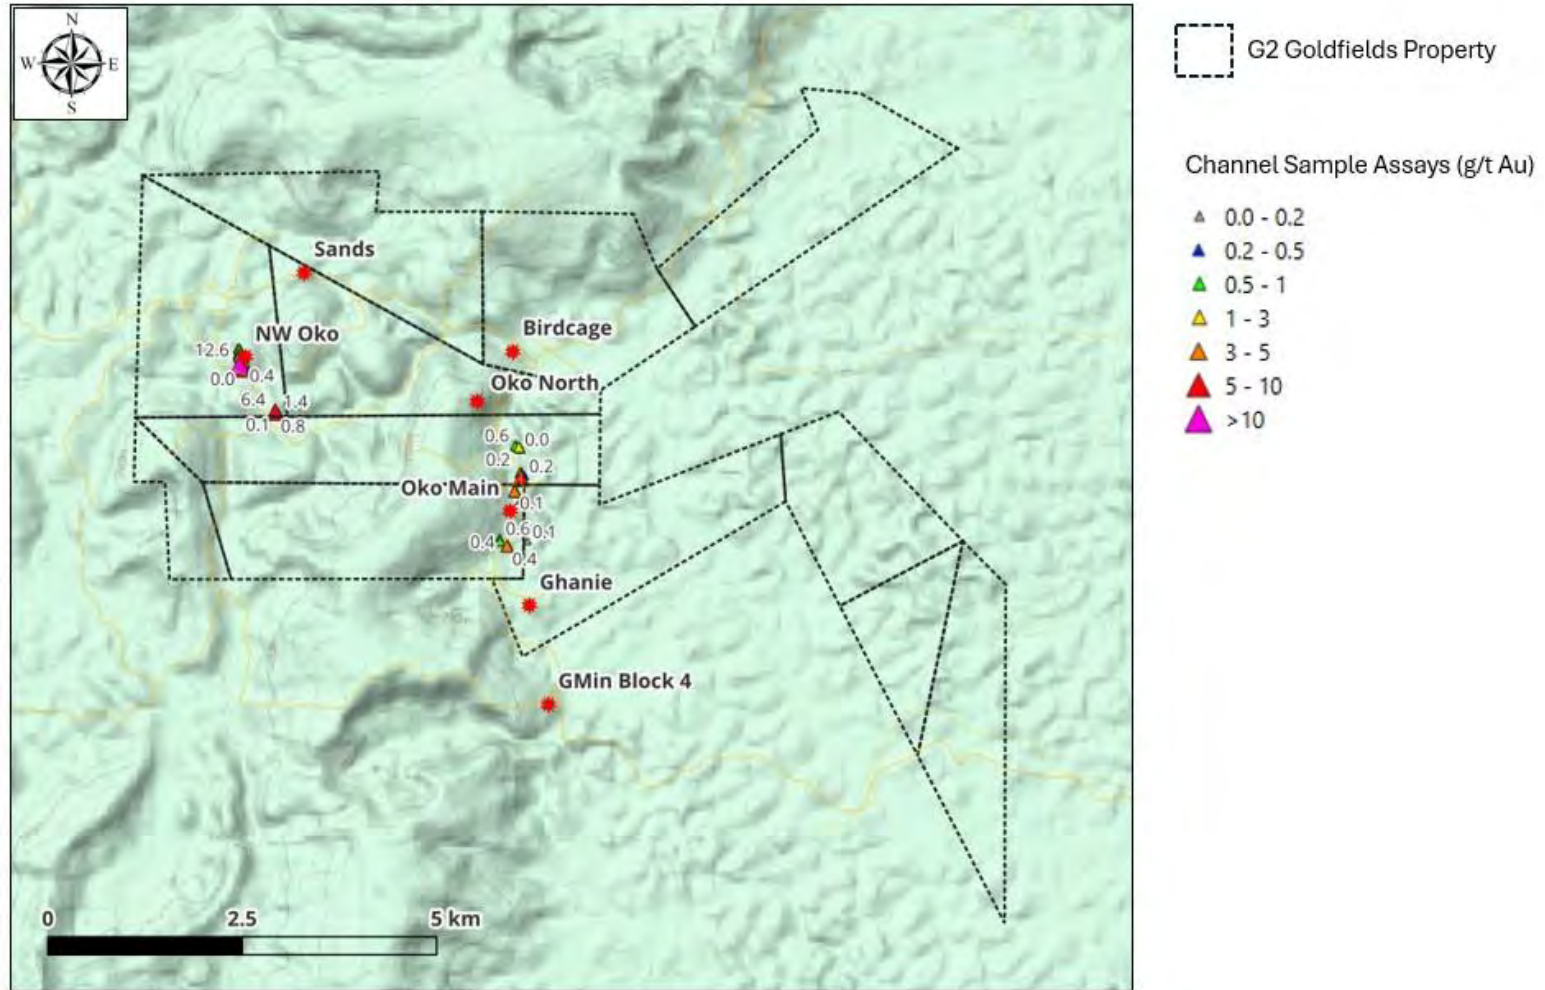 N
W E
S
G2 Goldfields Property
Channel Sample Assays (g/t Au)
0.0 - 0.2
0.2 - 0.5
0.5 - 1
1 - 3
3 - 5
5 - 10
>10
Sands
NW Oko
12.6
0.0
0.4
6.4
1.4
0.1
0.8
Birdcage
Oko North
0.6
0.0
0.2
0.2
Oko Main
0.1
0.6
0.1
0.4
0.4
Ghanie
GMin Block 4
0
2.5
5 km